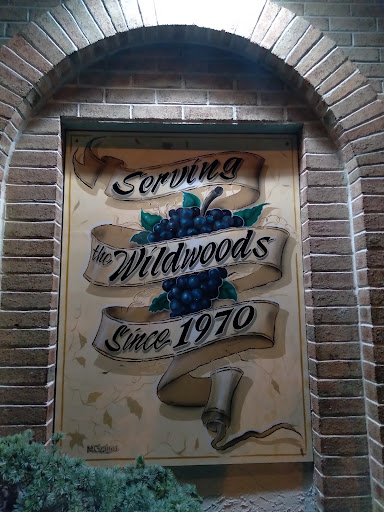 Serving
the Wildwoods
Since 1970